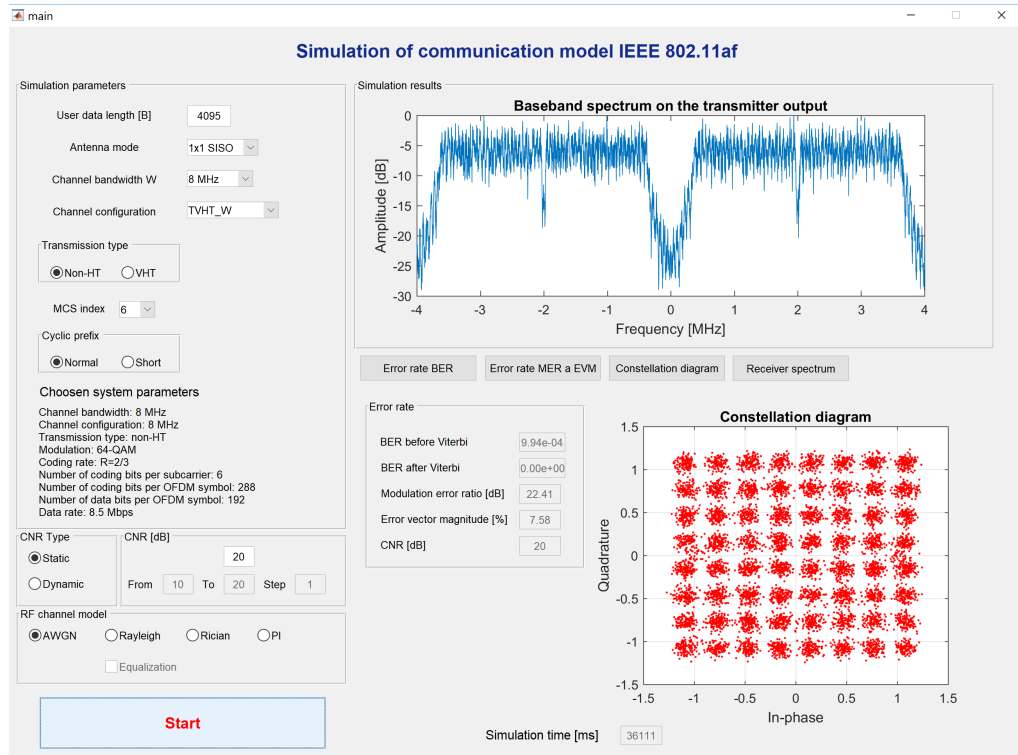 main
Simulation of communication model IEEE 802.11af
Simulation parameters
User data length [B] 4095
Antenna mode 1x1 SISO
Channel bandwidth W 8 MHz
Channel configuration TVHT_W
Transmission type
Non-HT VHT
MCS index 6
Cyclic prefix
Normal Short
Choosen system parameters
Channel bandwidth: 8 MHz
Channel configuration: 8 MHz
Transmission type: non-HT
Modulation: 64-QAM
Coding rate: R=2/3
Number of coding bits per subcarrier: 6
Number of coding bits per OFDM symbol: 288
Number of data bits per OFDM symbol: 192
Data rate: 8.5 Mbps
CNR Type
Static
Dynamic
CNR [dB]
20
From 10 To 20 Step 1
RF channel model
AWGN Rayleigh Rician PI
Equalization
Start
Simulation results
Baseband spectrum on the transmitter output
0
-5
-10
-15
-20
-25
-30
Amplitude [dB]
-4 -3 -2 -1 0 1 2 3 4
Frequency [MHz]
Error rate BER Error rate MER a EVM Constellation diagram Receiver spectrum
Error rate
BER before Viterbi 9.94e-04
BER after Viterbi 0.00e+00
Modulation error ratio [dB] 22.41
Error vector magnitude [%] 7.58
CNR [dB] 20
Constellation diagram
1.5
1
0.5
0
-0.5
-1
-1.5
Quadrature
-1.5 -1 -0.5 0 0.5 1 1.5
In-phase
Simulation time [ms] 36111